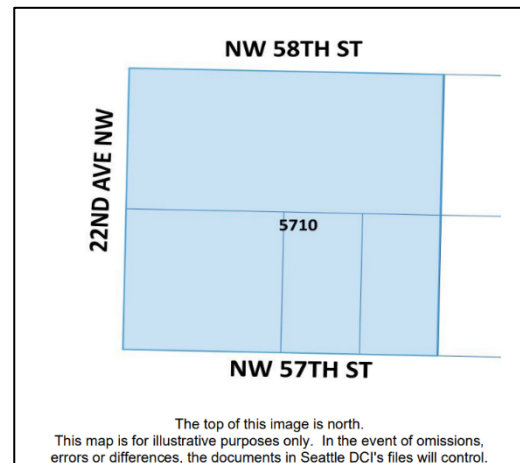 NW 58TH ST
22ND AVE NW
5710
NW 57TH ST
The top of this image is north.
This map is for illustrative purposes only. In the event of omissions,
errors or differences, the documents in Seattle DCI's files will control.